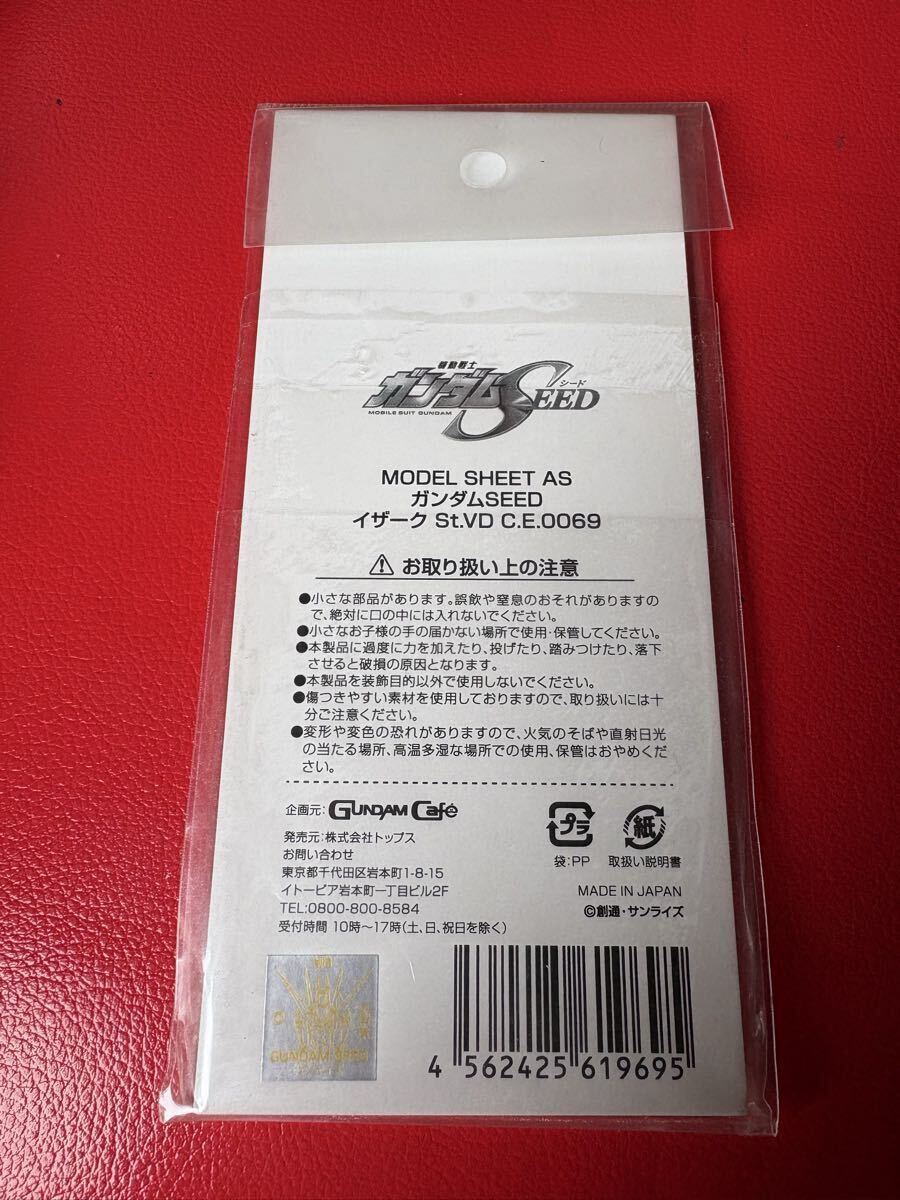 機動戦士
ガンダムSEED
シード
MOBILE SUIT GUNDAM
MODEL SHEET AS
ガンダムSEED
イザーク St.VD C.E.0069
お取り扱い上の注意
●小さな部品があります。誤飲や窒息のおそれがありますの
で、絶対に口の中には入れないでください。
●小さなお子様の手の届かない場所で使用・保管してください。
●本製品に過度に力を加えたり、投げたり、踏みつけたり、落下
させると破損の原因となります。
●本製品を装飾目的以外で使用しないでください。
●傷つきやすい素材を使用しておりますので、取り扱いには十
分ご注意ください。
●変形や変色の恐れがありますので、火気のそばや直射日光
の当たる場所、高温多湿な場所での使用、保管はおやめくだ
さい。
企画元: GUNDAM Café
発売元:株式会社トップス
お問い合わせ
東京都千代田区岩本町1-8-15
イトーピア岩本町一丁目ビル2F
TEL:0800-800-8584
受付時間 10時～17時(土、日、祝日を除く)
プラ
袋:PP
紙
取扱い説明書
MADE IN JAPAN
©創通・サンライズ
GUNDAM SEED
4 562425 619695